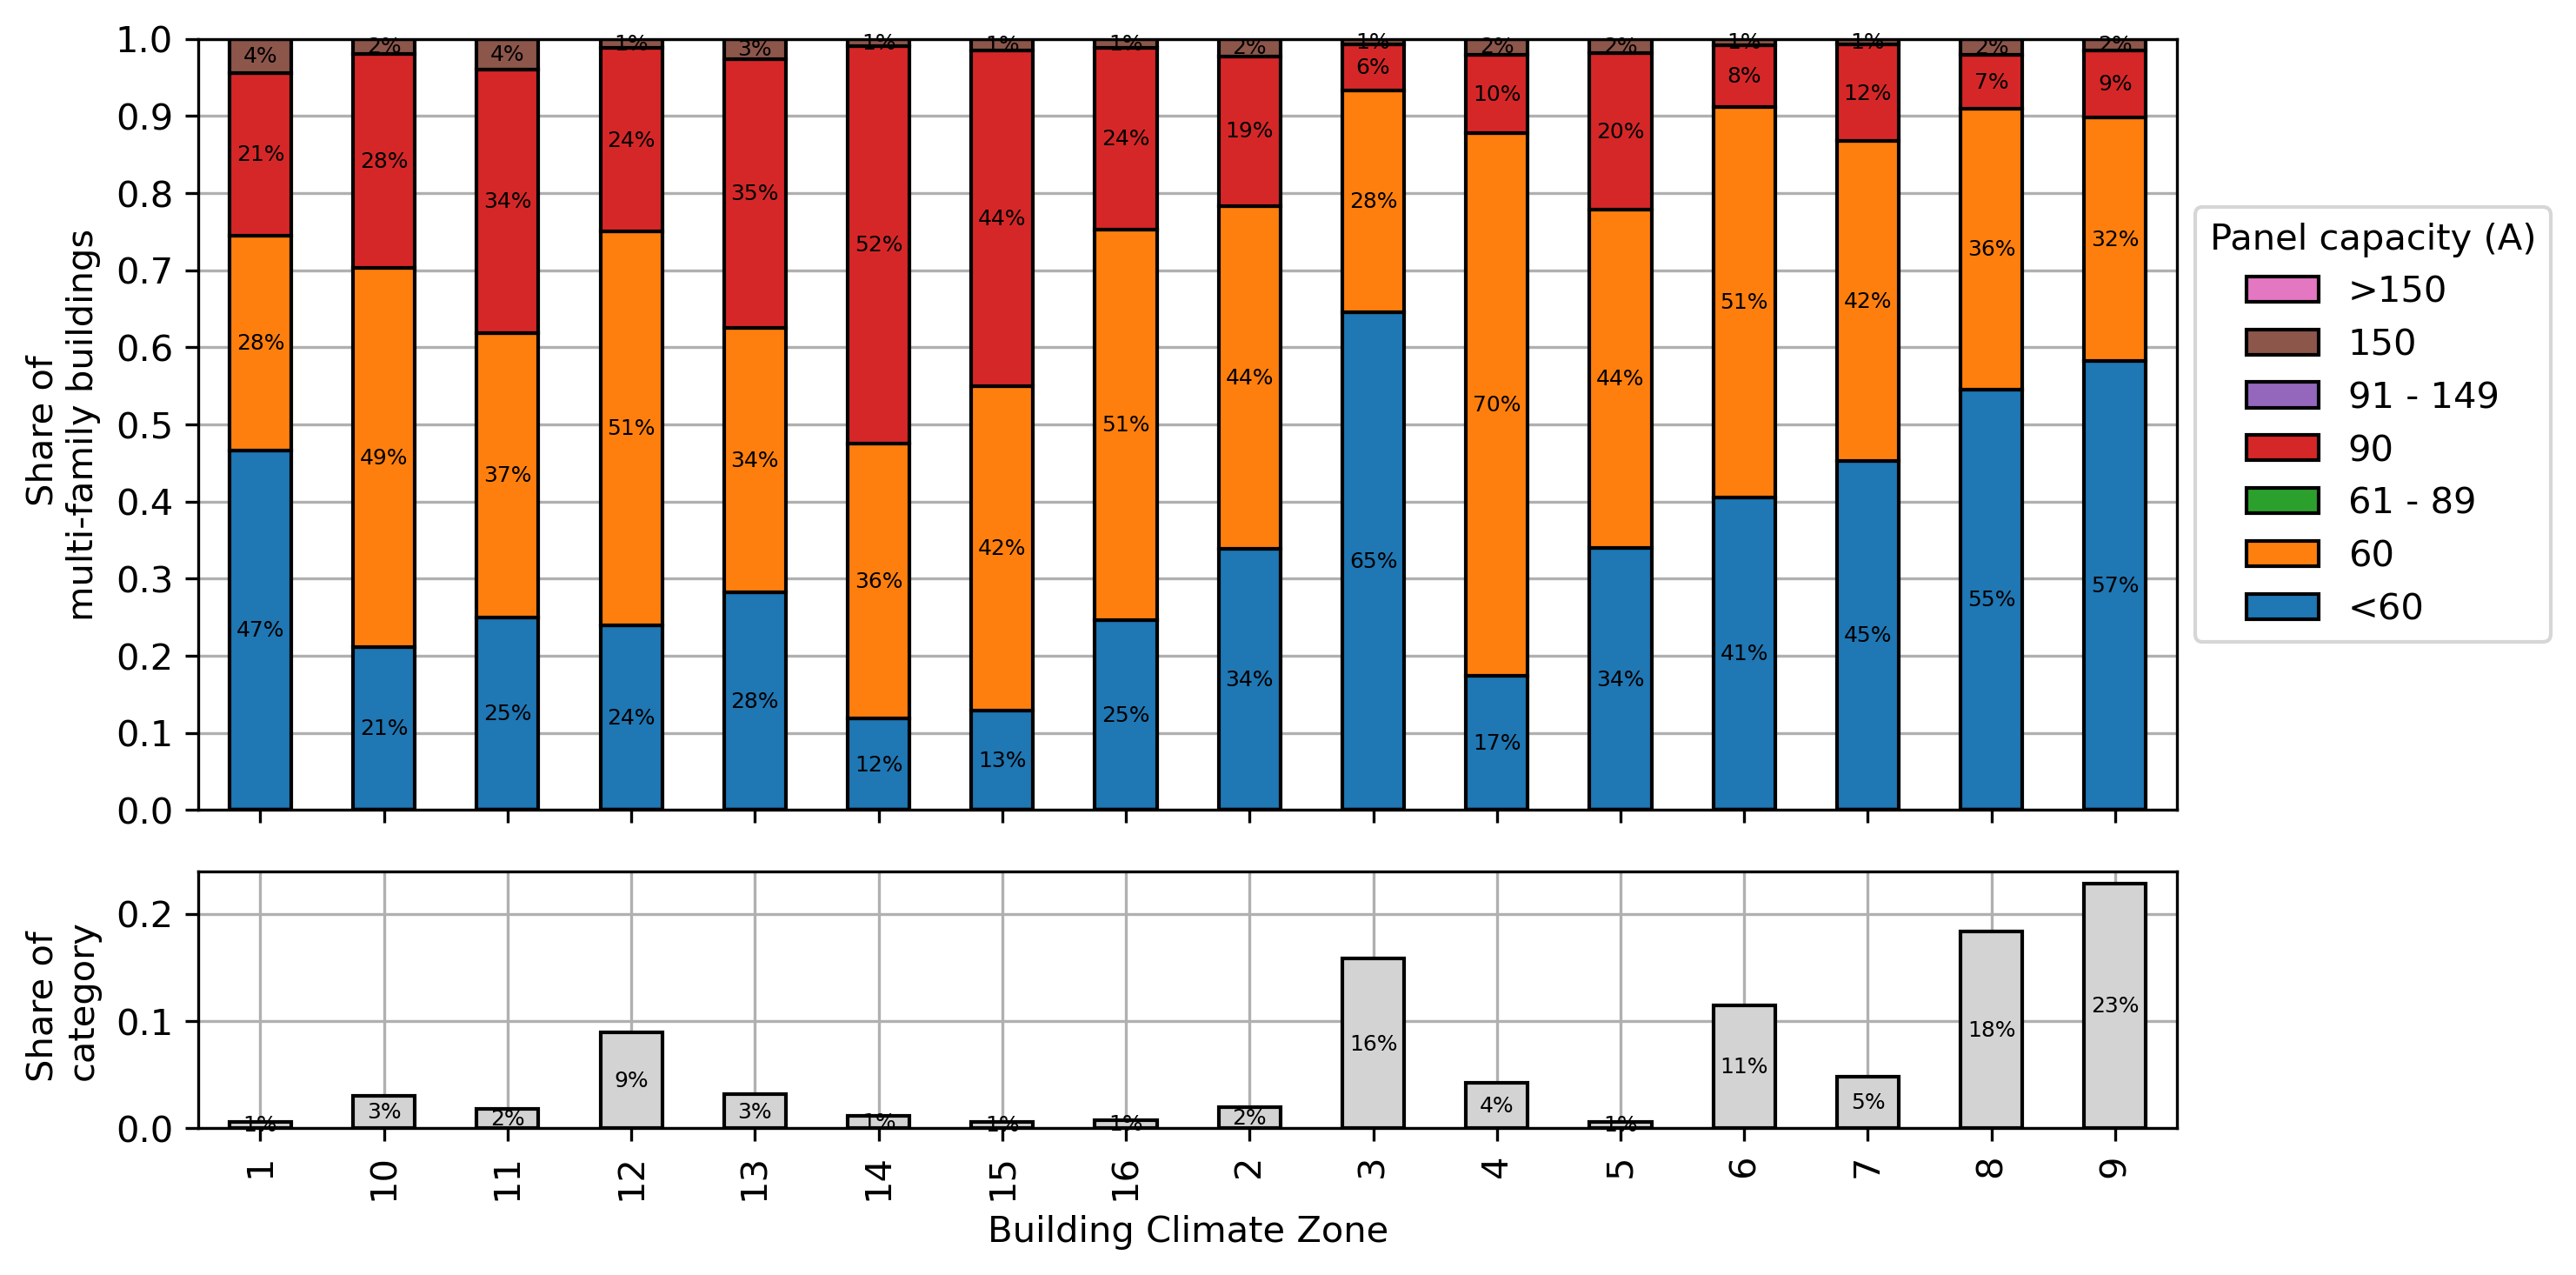 1.0
0.9
0.8
0.7
0.6
0.5
0.4
0.3
0.2
0.1
0.0
Share of
multi-family buildings
4% 2% 4% 1% 3% 1% 1% 1% 2% 1% 2% 2% 1% 1% 2% 2%
21% 28% 34% 24% 35% 52% 44% 24% 19% 6% 10% 20% 8% 12% 7% 9%
28% 49% 37% 51% 34% 36% 42% 51% 44% 28% 70% 44% 51% 42% 36% 32%
47% 21% 25% 24% 28% 12% 13% 25% 34% 65% 17% 34% 41% 45% 55% 57%
Panel capacity (A)
>150
150
91 - 149
90
61 - 89
60
<60
0.2
0.1
0.0
Share of
category
1% 3% 2% 9% 3% 1% 1% 1% 2% 16% 4% 1% 11% 5% 18% 23%
1 10 11 12 13 14 15 16 2 3 4 5 6 7 8 9
Building Climate Zone